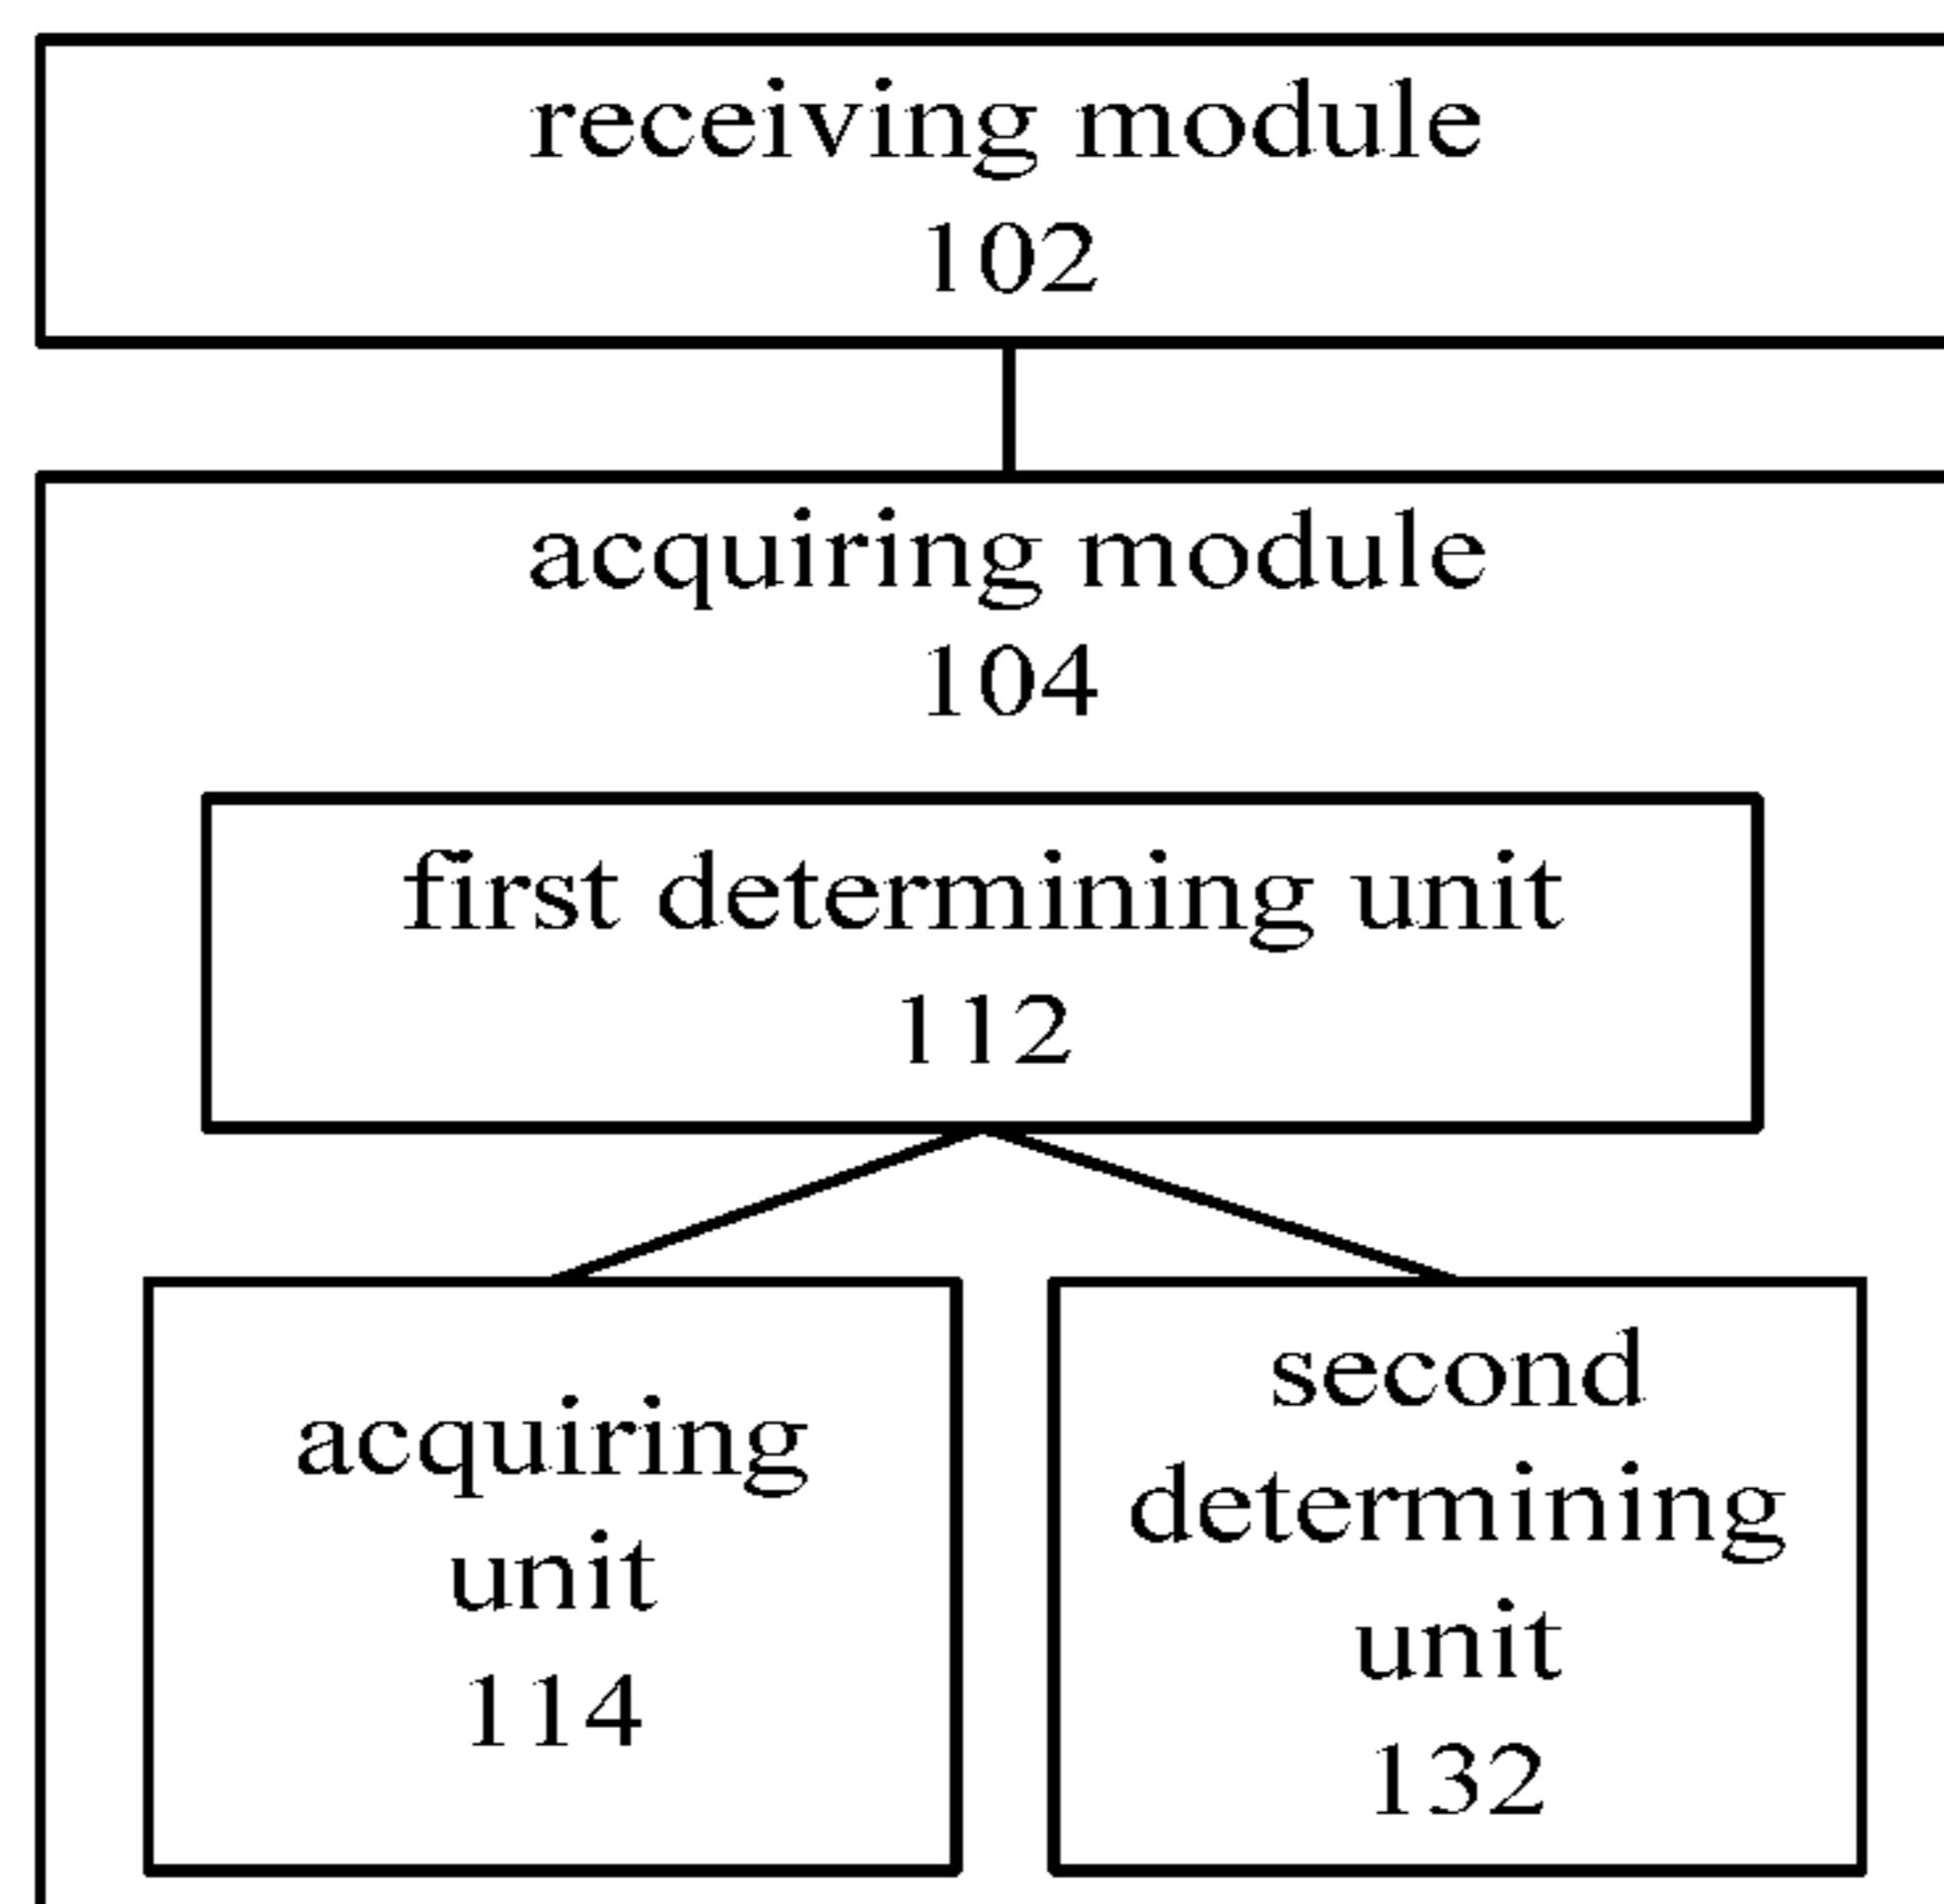 receiving module
102
acquiring module
104
first determining unit
112
acquiring
unit
114
second
determining
unit
132